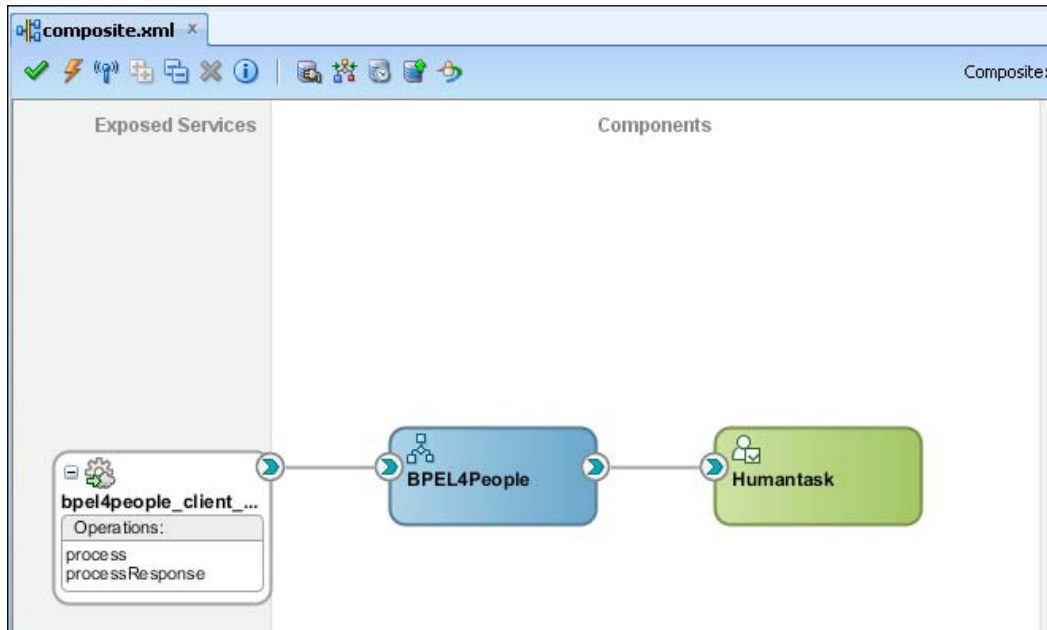 composite.xml
Composite:
Exposed Services
Components
bpel4people_client_...
Operations:
process
processResponse
BPEL4People
Humantask